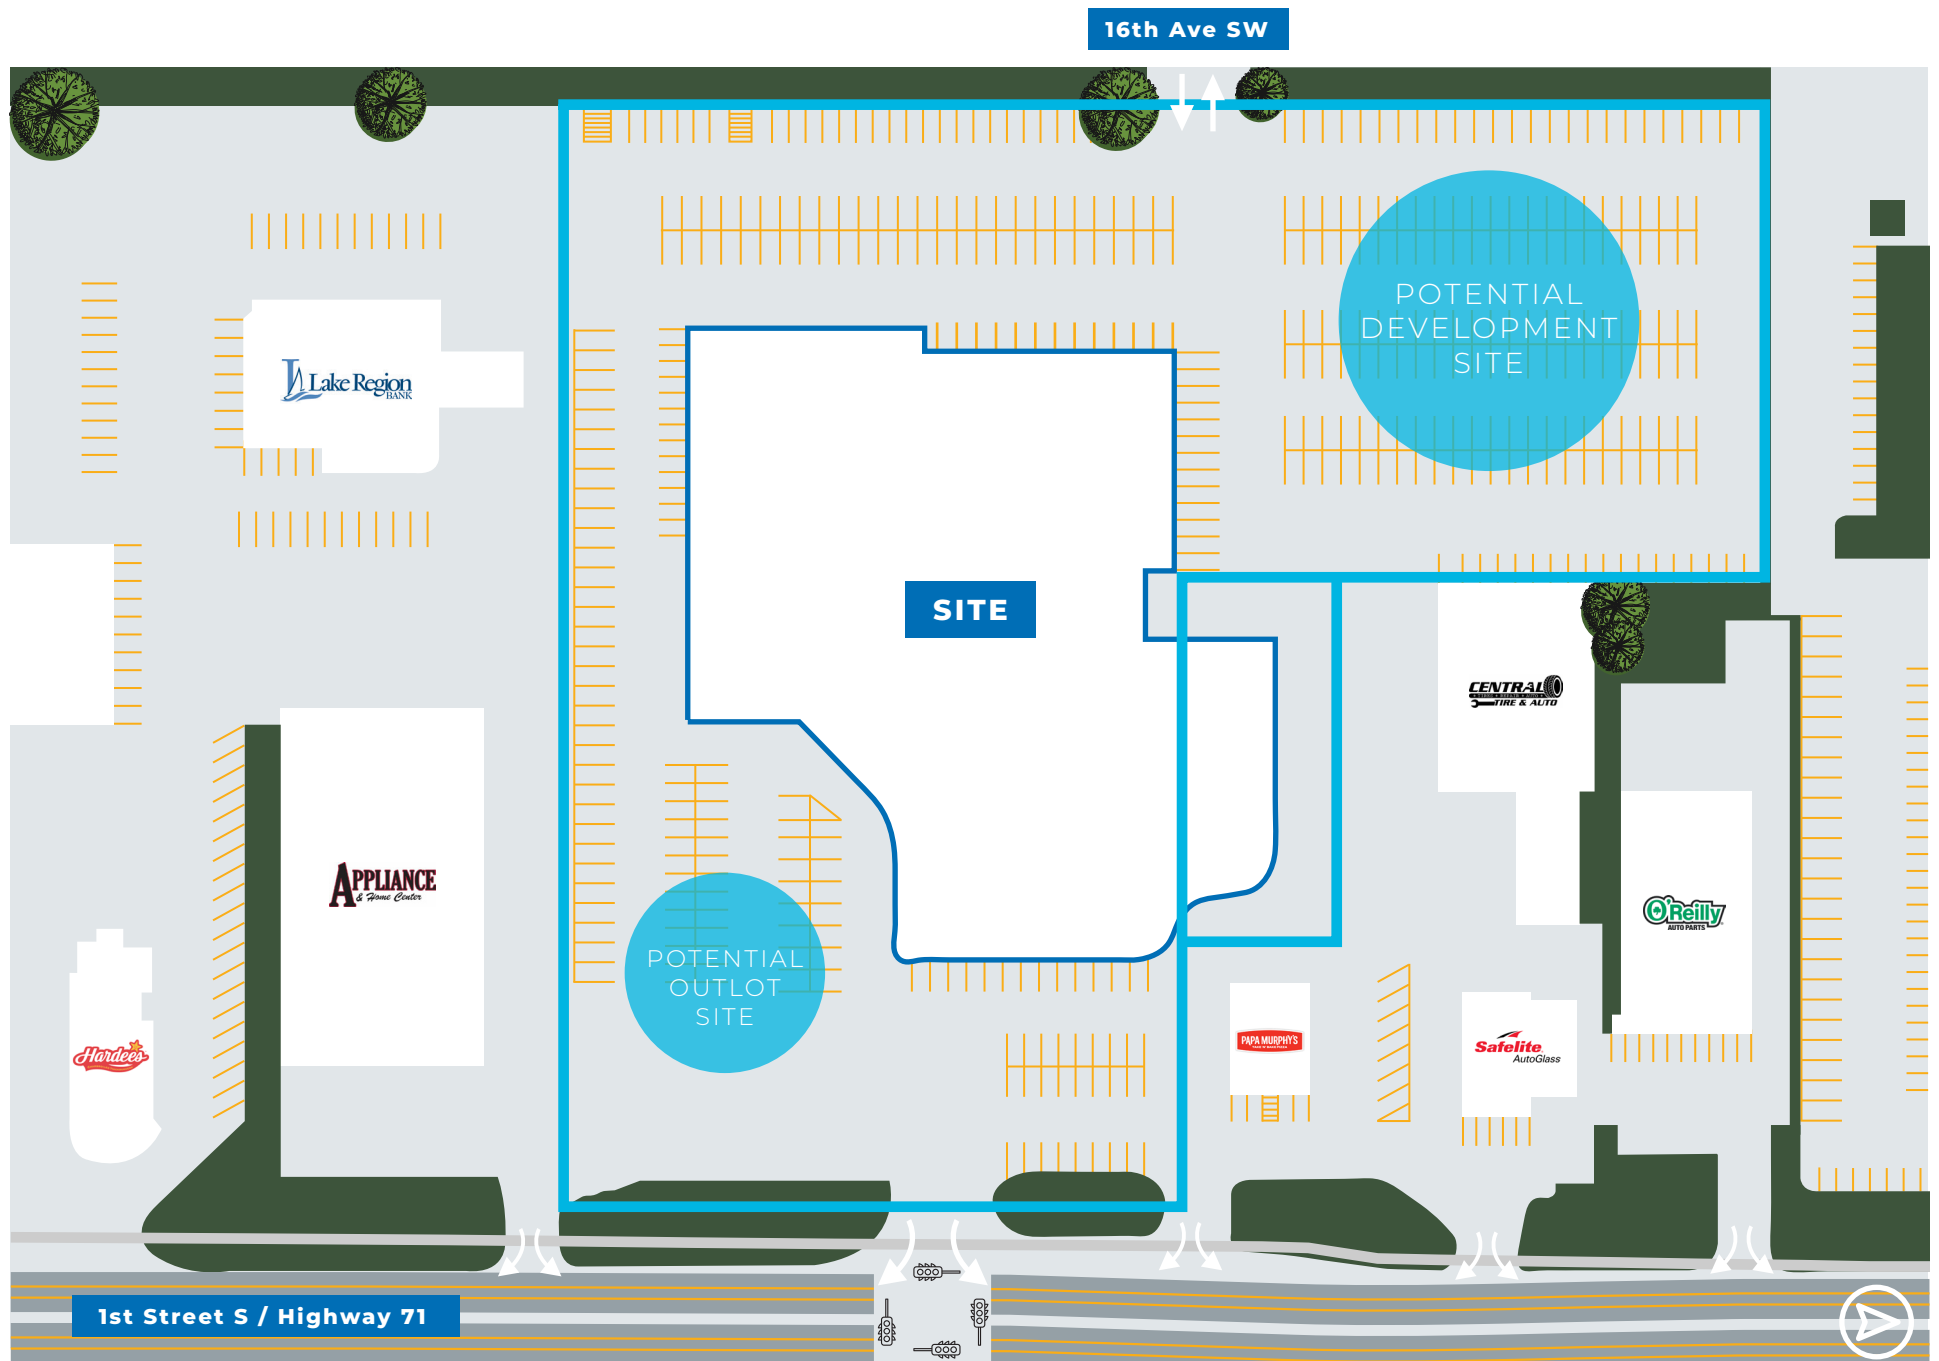 16th Ave SW
POTENTIAL
DEVELOPMENT
SITE
Lake Region
BANK
SITE
CENTRAL
TIRE & AUTO
APPLIANCE
& Home Center
O'Reilly
AUTO PARTS
POTENTIAL
OUTLOT
SITE
Hardee's
PAPA MURPHY'S
Safelite
AutoGlass
1st Street S / Highway 71